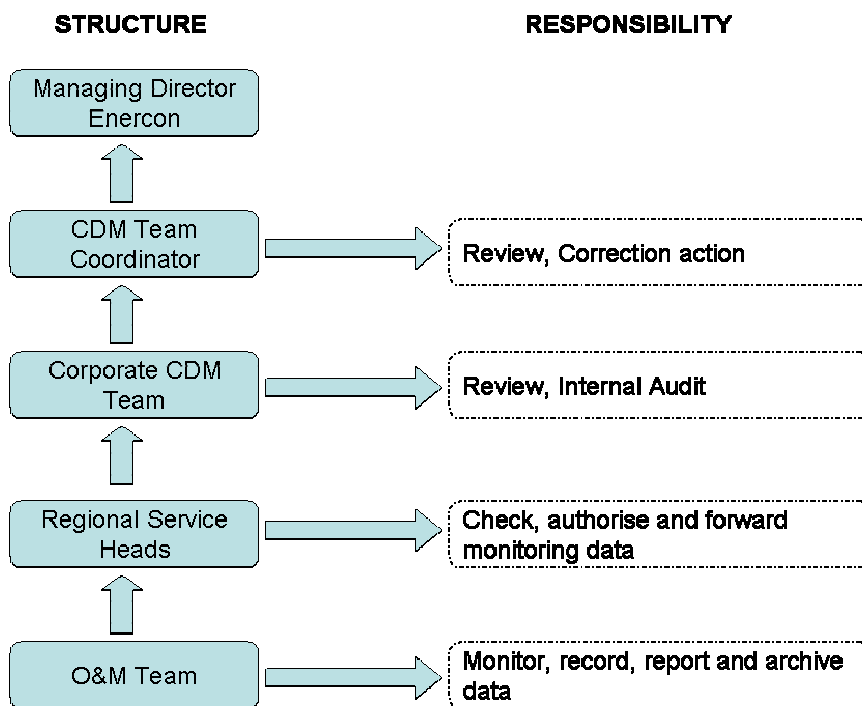 STRUCTURE
RESPONSIBILITY
Managing Director
Enercon
CDM Team
Coordinator
Review, Correction action
Corporate CDM
Team
Review, Internal Audit
Regional Service
Heads
Check, authorise and forward
monitoring data
O&M Team
Monitor, record, report and archive
data